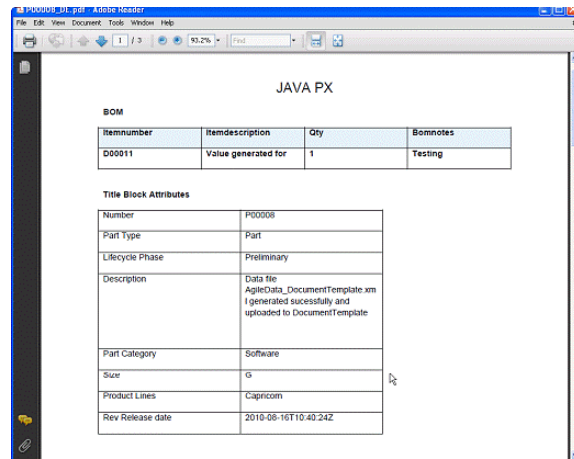 P00008_DE.pdf - Adobe Reader
File Edit View Document Tools Window Help
1 / 3 93.2% Find
JAVA PX
BOM
Itemnumber Itemdescription Qty Bomnotes
D00011 Value generated for 1 Testing
Title Block Attributes
Number P00008
Part Type Part
Lifecycle Phase Preliminary
Description Data file
AgileData_DocumentTemplate.xm
l generated sucessfully and
uploaded to DocumentTemplate
Part Category Software
Size G
Product Lines Capricorn
Rev Release date 2010-08-16T10:40:24Z